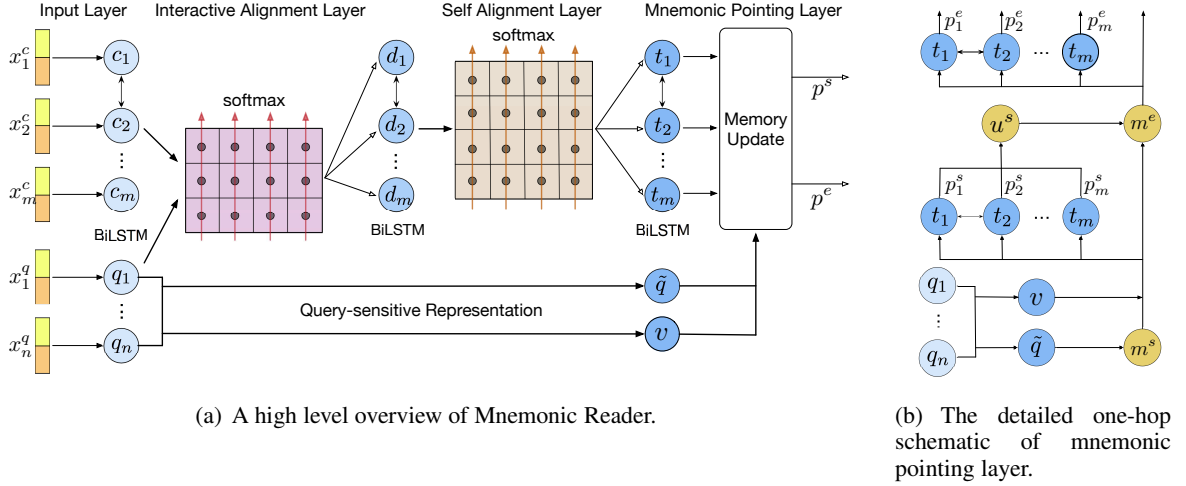 Input Layer Interactive Alignment Layer Self Alignment Layer Mnemonic Pointing Layer
softmax
softmax
x_1^c c_1 d_1 t_1
x_2^c c_2 d_2 t_2
⋮ ⋮ ⋮
x_m^c c_m d_m t_m
BiLSTM BiLSTM BiLSTM
Memory
Update
p^s
p^e
x_1^q q_1 q̃
⋮ Query-sensitive Representation
x_n^q q_n v
(a) A high level overview of Mnemonic Reader.
p_1^e p_2^e p_m^e
t_1 t_2 ... t_m
u^s m^e
p_1^s p_2^s p_m^s
t_1 t_2 ... t_m
q_1 v
⋮
q_n q̃ m^s
(b) The detailed one-hop
schematic of mnemonic
pointing layer.